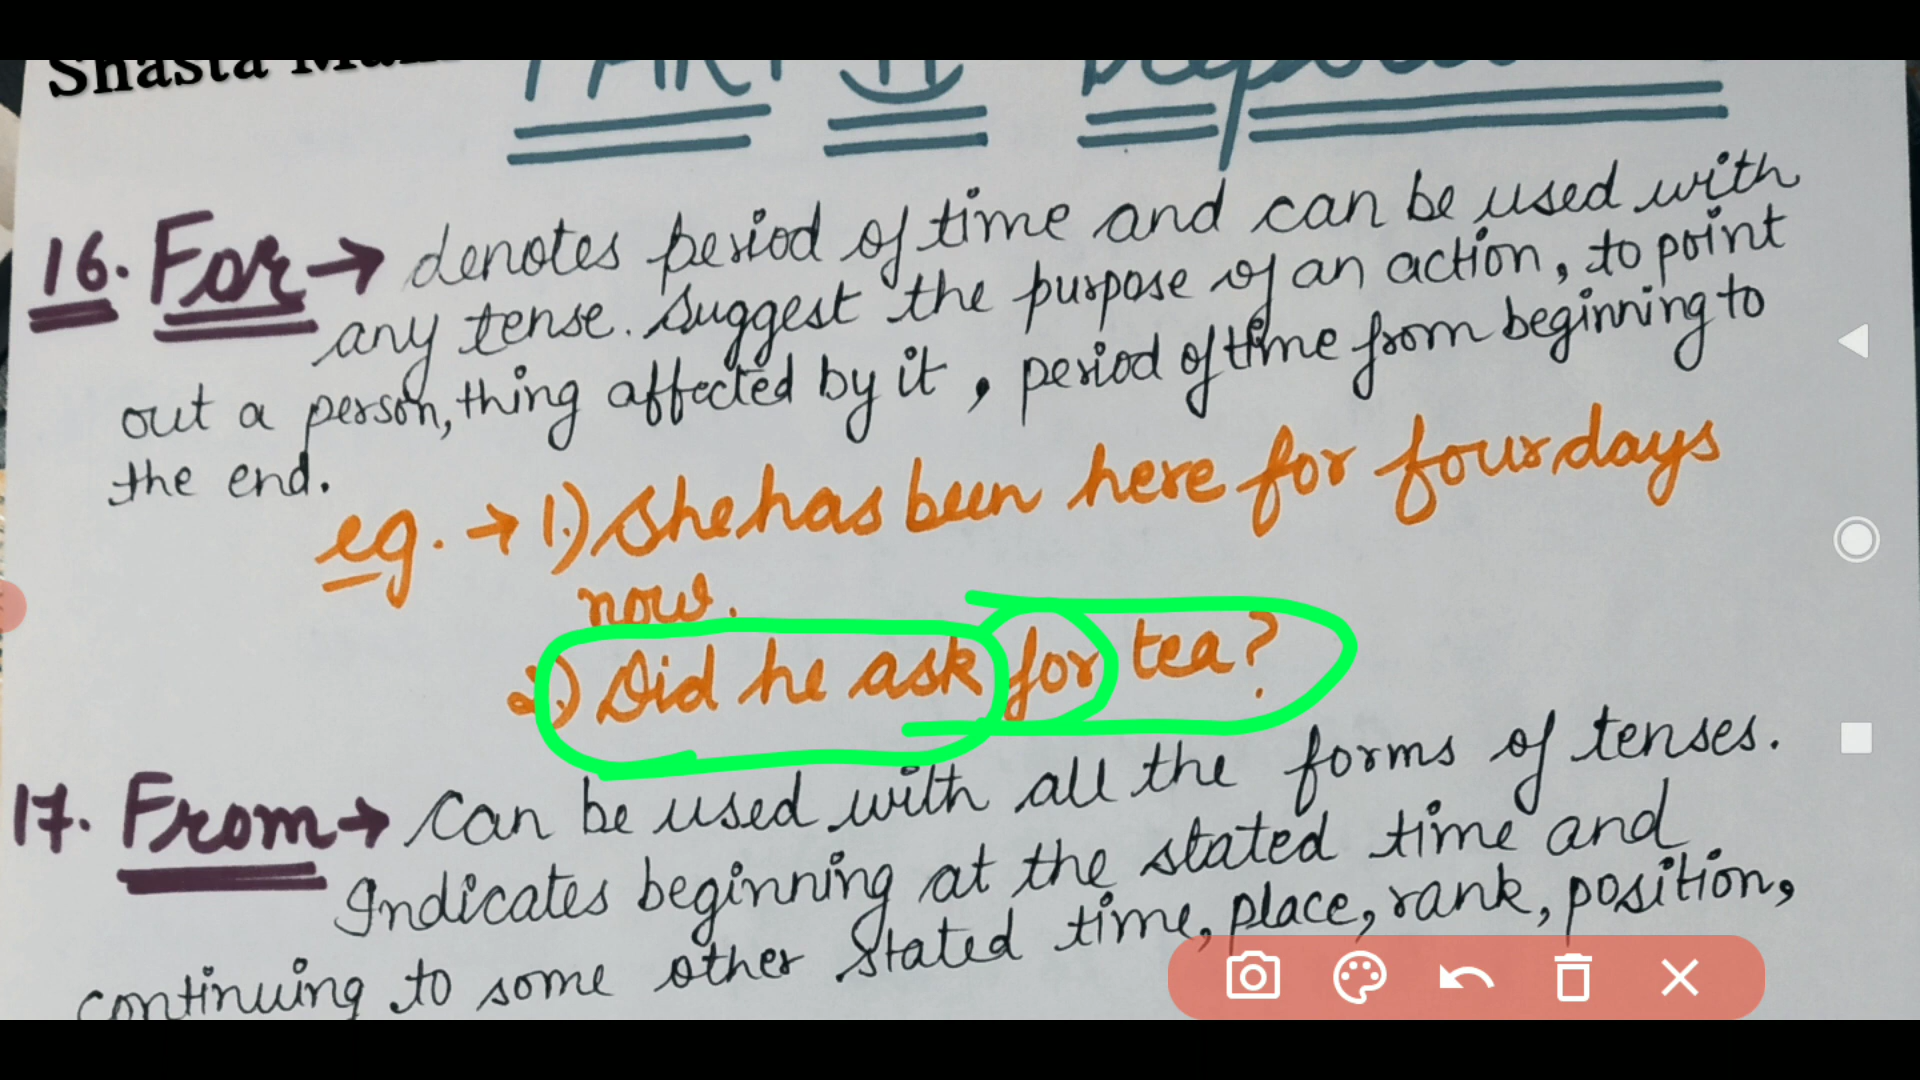 Shasta
PART II
16. For → denotes period of time and can be used with
any tense. Suggest the purpose of an action, to point
out a person, thing affected by it, period of time from beginning to
the end.
eg. → 1.) She has been here for four days
now.
2.) Did he ask for tea?
17. From → Can be used with all the forms of tenses.
Indicates beginning at the stated time and
continuing to some other stated time, place, rank, position,